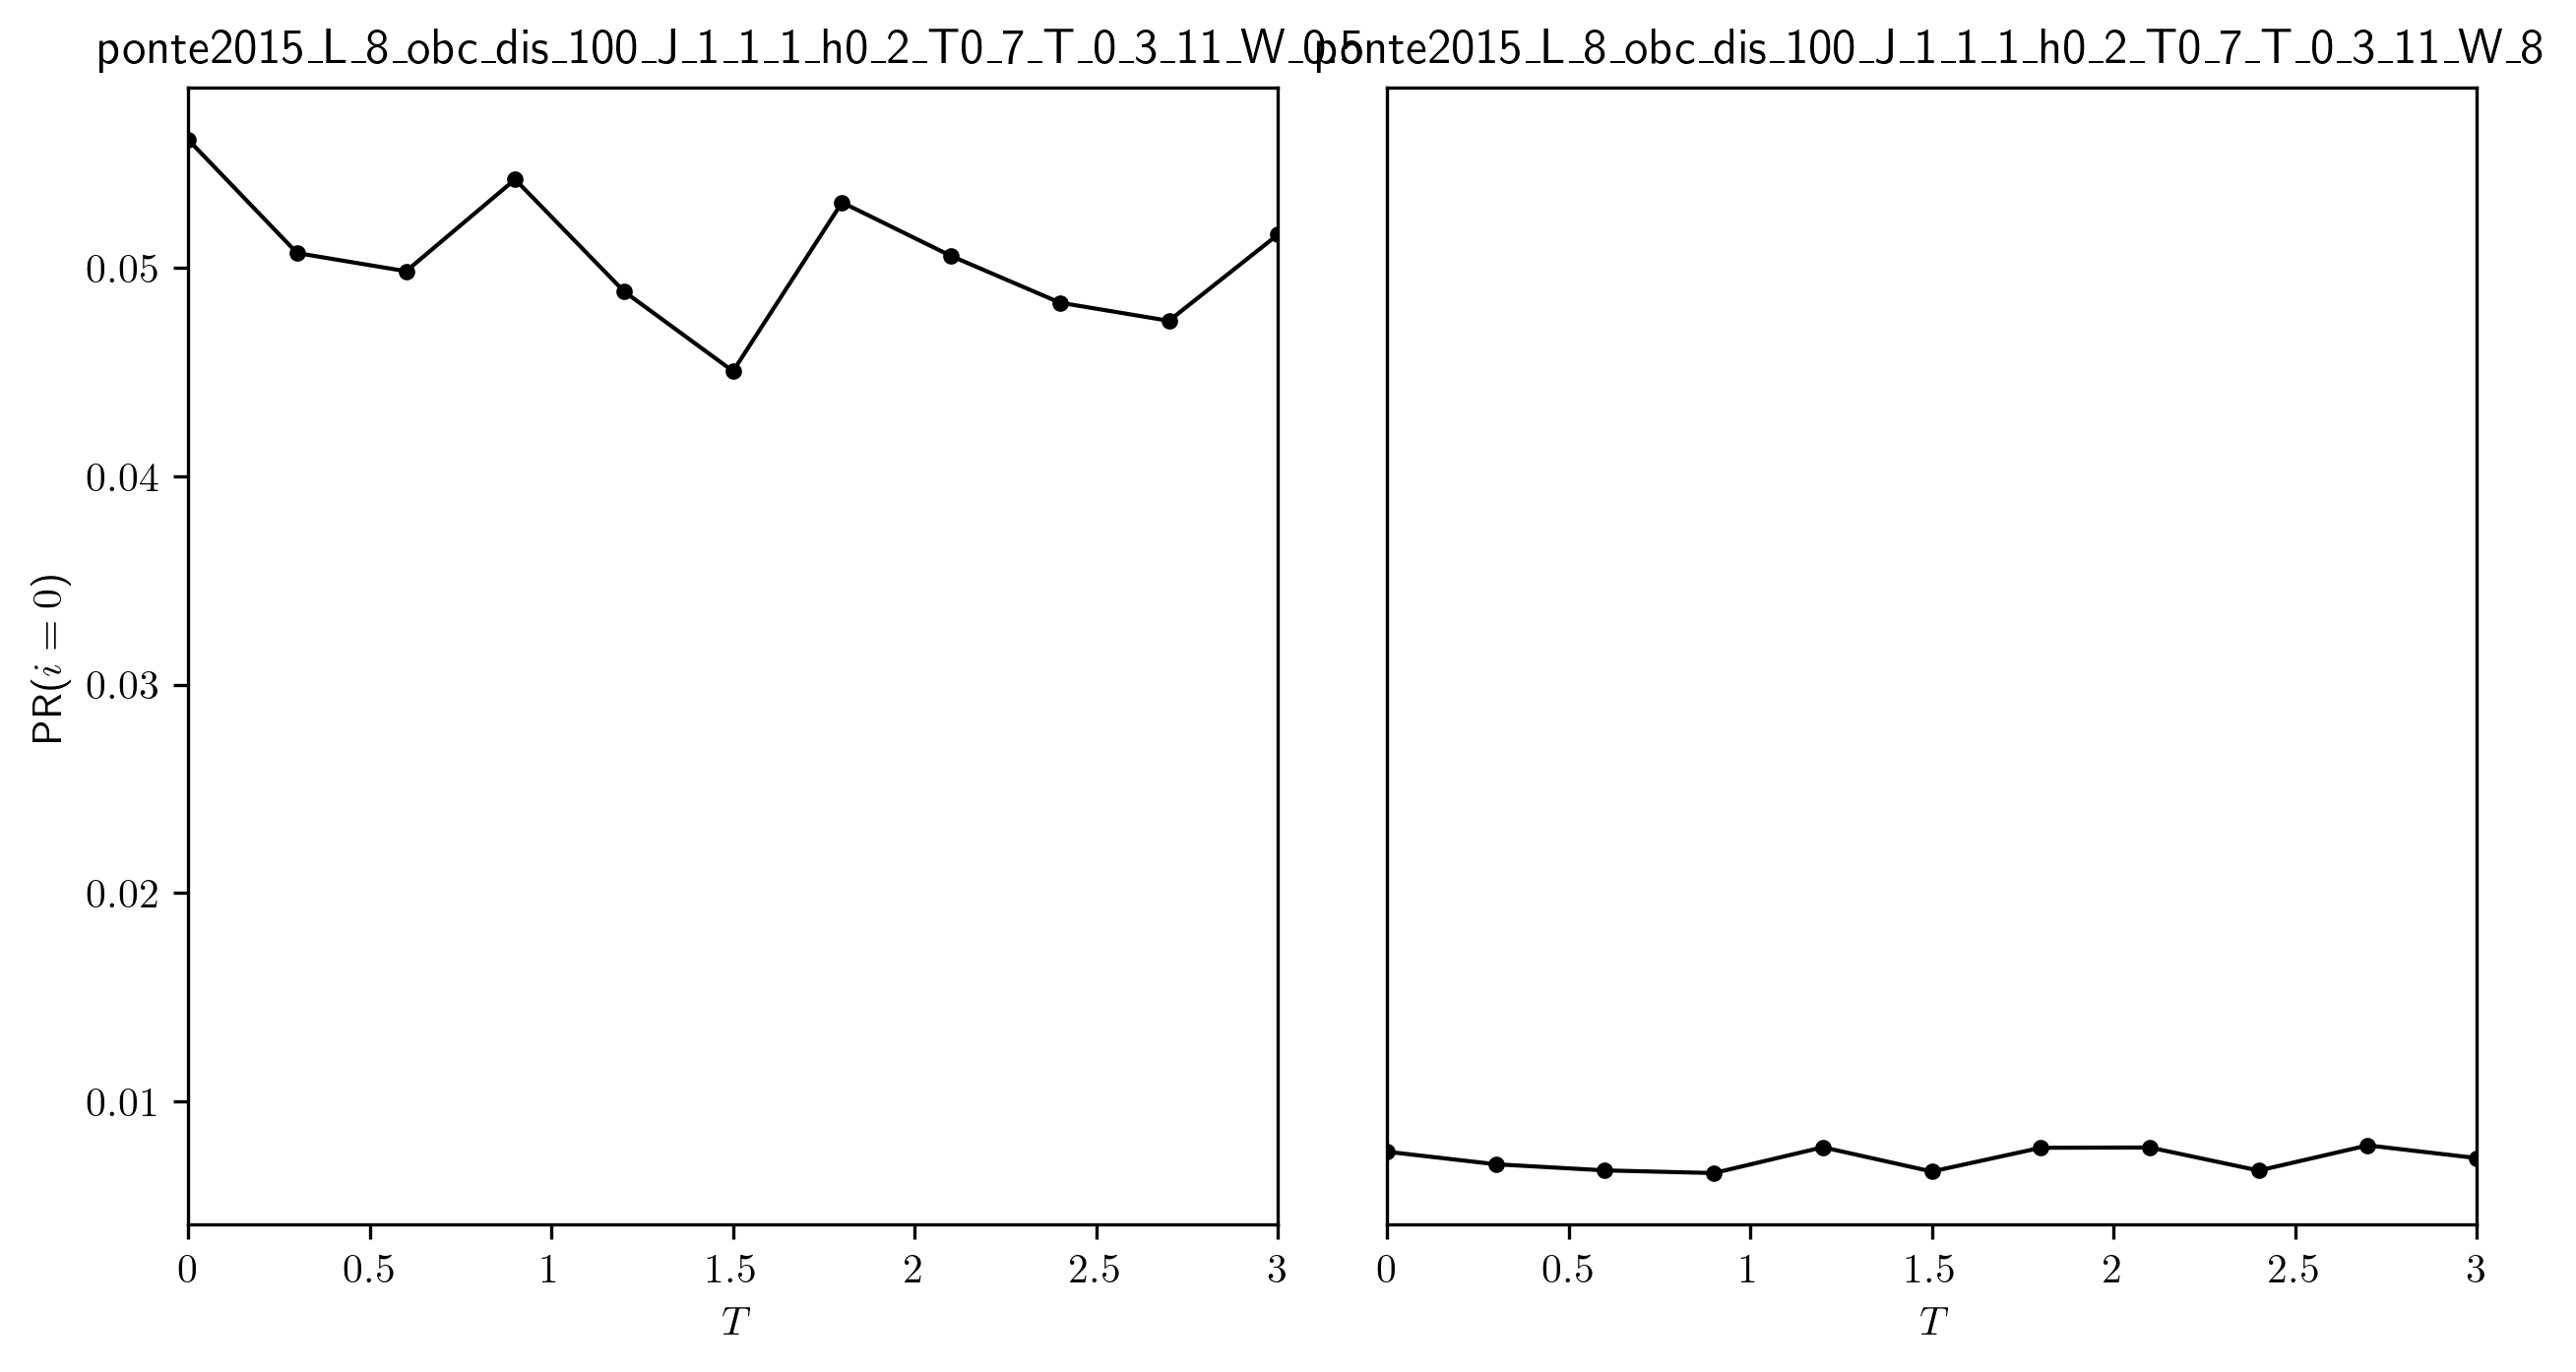 ponte2015_L_8_obc_dis_100_J_1_1_1_h0_2_T0_7_T_0_3_11_W_0.5
ponte2015_L_8_obc_dis_100_J_1_1_1_h0_2_T0_7_T_0_3_11_W_8
PR(i = 0)
0.05
0.04
0.03
0.02
0.01
0 0.5 1 1.5 2 2.5 3
T
0 0.5 1 1.5 2 2.5 3
T